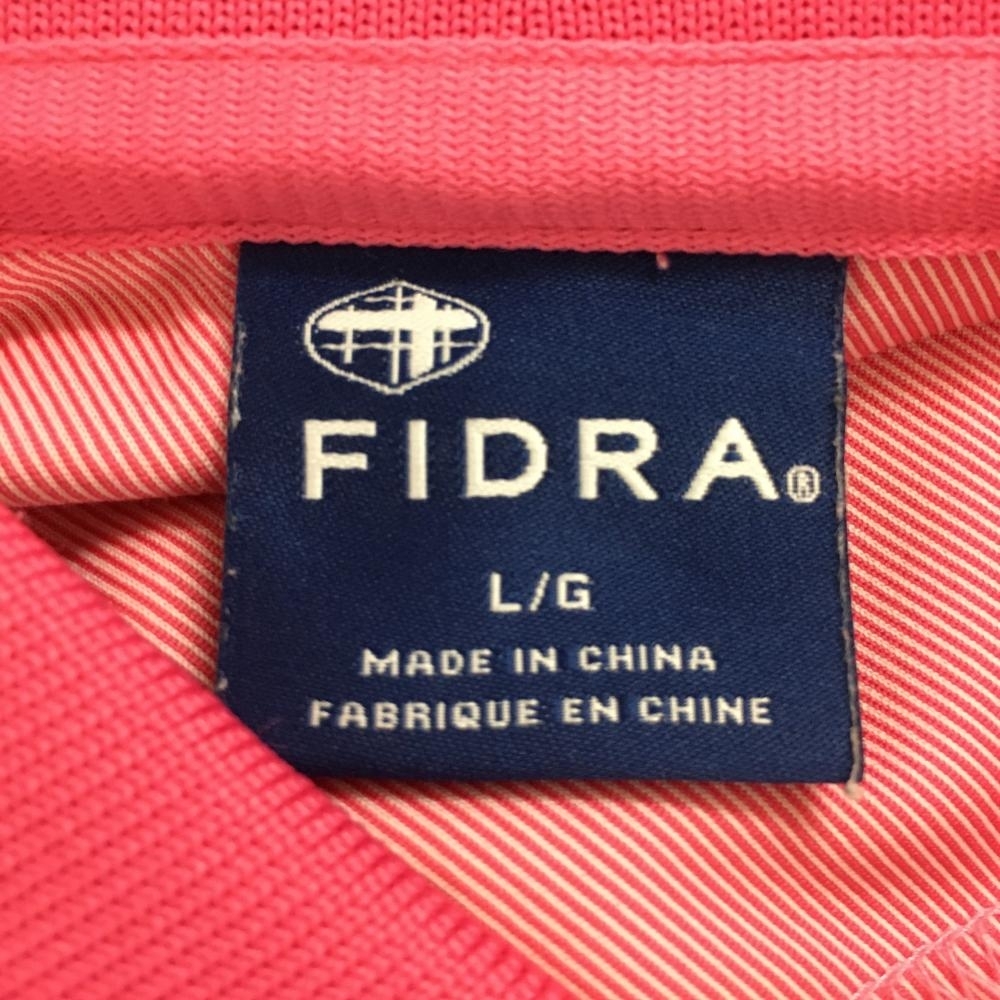 FIDRA®
L/G
MADE IN CHINA
FABRIQUE EN CHINE